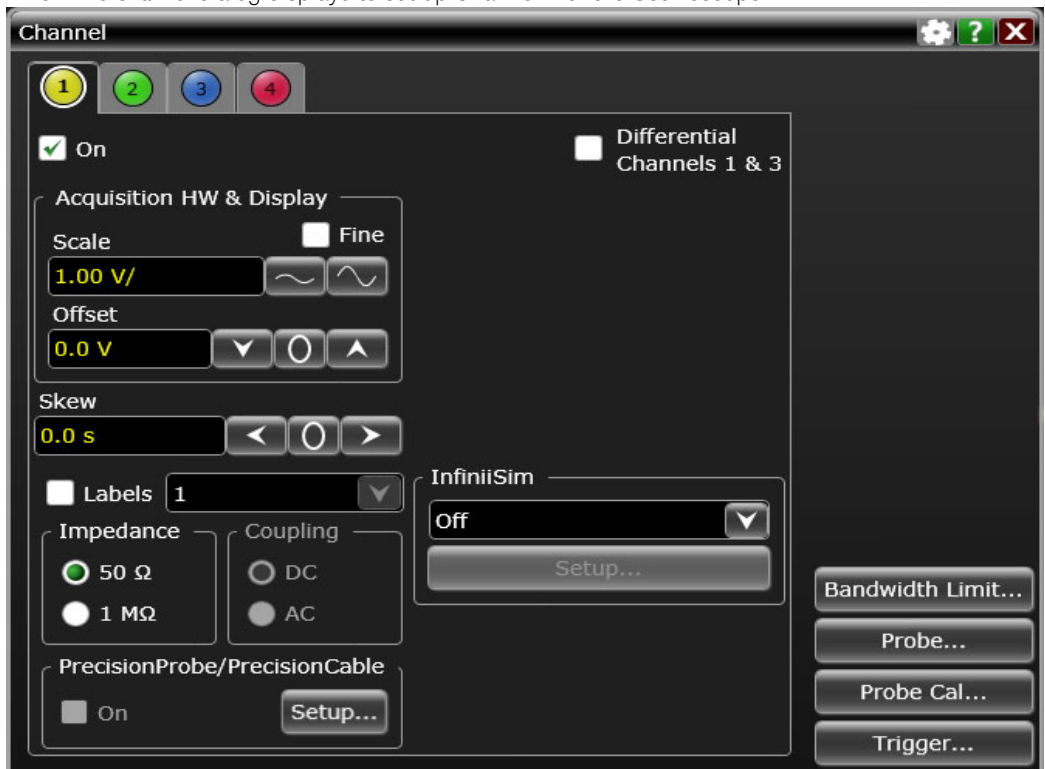 Channel
?
X
1
2
3
4
On
Differential
Channels 1 & 3
Acquisition HW & Display
Scale
Fine
1.00 V/
Offset
0.0 V
Skew
0.0 s
Labels
1
InfiniiSim
Off
Setup...
Impedance
Coupling
50 Ω
DC
1 MΩ
AC
PrecisionProbe/PrecisionCable
On
Setup...
Bandwidth Limit...
Probe...
Probe Cal...
Trigger...